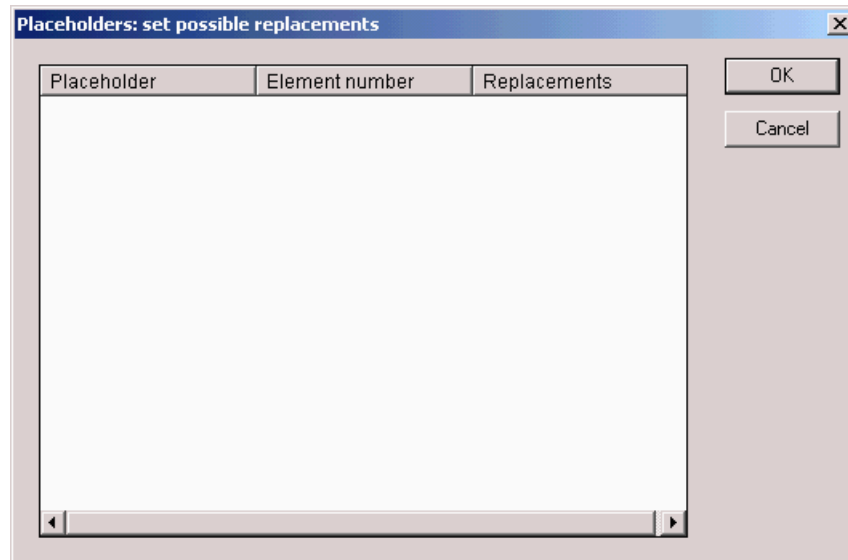 Placeholders: set possible replacements
Placeholder Element number Replacements
OK
Cancel